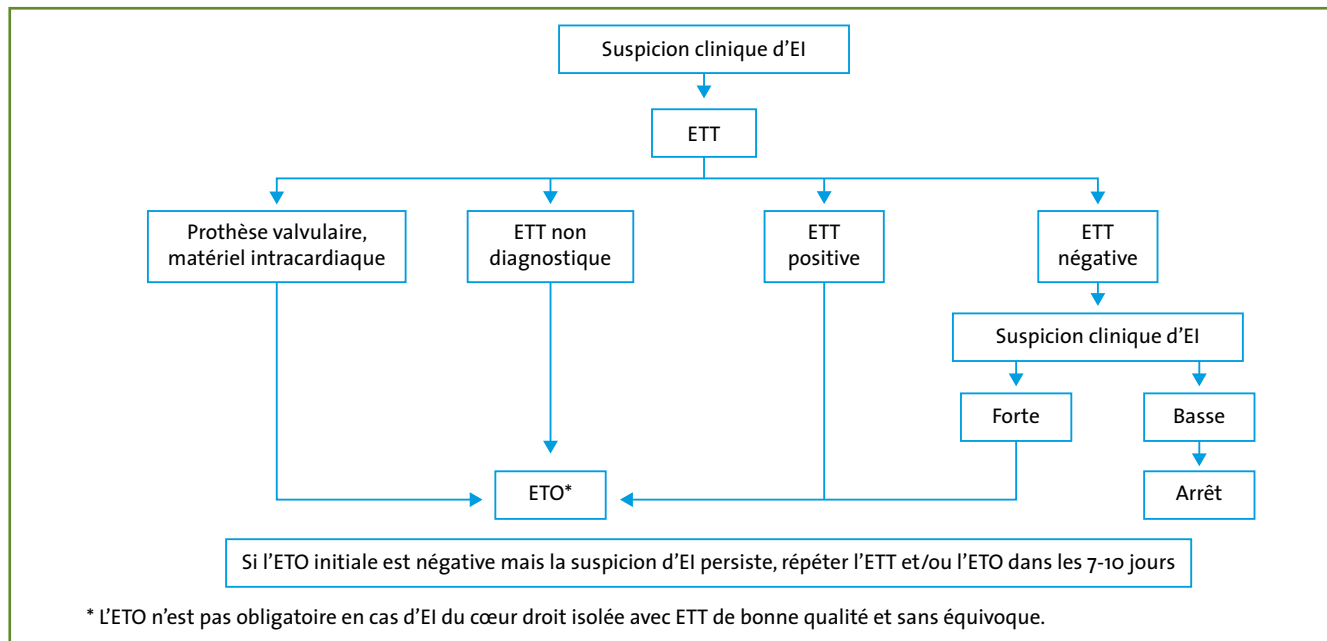 Suspicion clinique d’EI
ETT
Prothèse valvulaire,
matériel intracardiaque
ETT non
diagnostique
ETT
positive
ETT
négative
Suspicion clinique d’EI
Forte
Basse
ETO*
Arrêt
Si l’ETO initiale est négative mais la suspicion d’EI persiste, répéter l’ETT et/ou l’ETO dans les 7-10 jours
* L’ETO n’est pas obligatoire en cas d’EI du cœur droit isolée avec ETT de bonne qualité et sans équivoque.